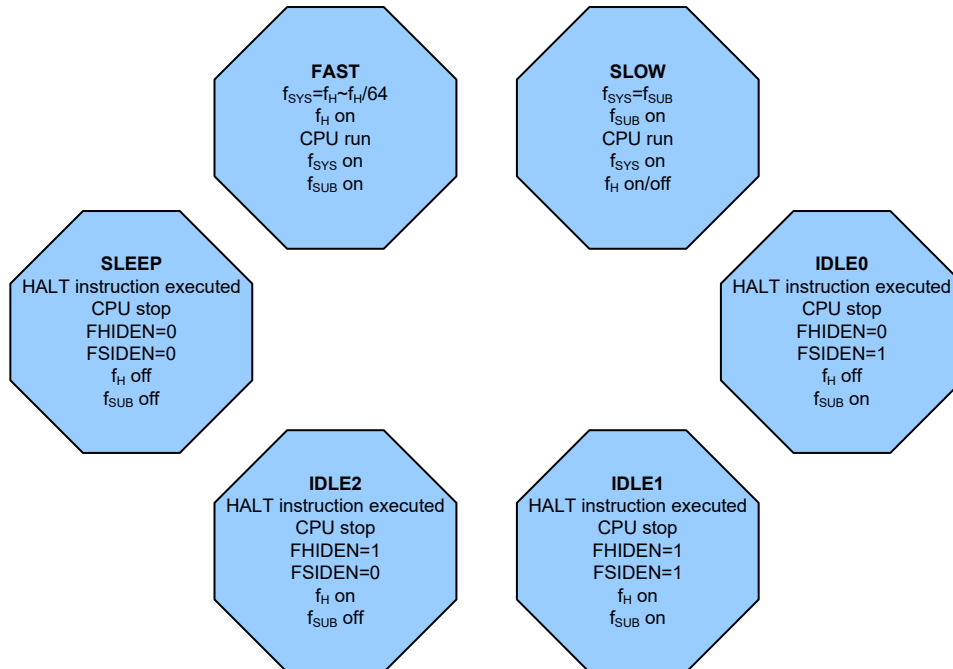 FAST
fSYS=fH~fH/64
fH on
CPU run
fSYS on
fSUB on
SLOW
fSYS=fSUB
fSUB on
CPU run
fSYS on
fH on/off
SLEEP
HALT instruction executed
CPU stop
FHIDEN=0
FSIDEN=0
fH off
fSUB off
IDLE0
HALT instruction executed
CPU stop
FHIDEN=0
FSIDEN=1
fH off
fSUB on
IDLE2
HALT instruction executed
CPU stop
FHIDEN=1
FSIDEN=0
fH on
fSUB off
IDLE1
HALT instruction executed
CPU stop
FHIDEN=1
FSIDEN=1
fH on
fSUB on